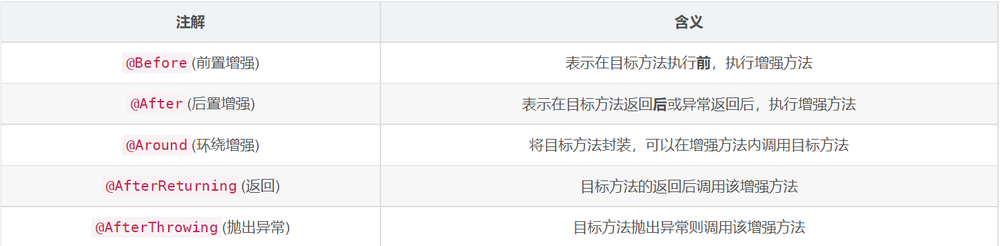 注解 含义
@Before(前置增强) 表示在目标方法执行前，执行增强方法
@After(后置增强) 表示在目标方法返回后或异常返回后，执行增强方法
@Around(环绕增强) 将目标方法封装，可以在增强方法内调用目标方法
@AfterReturning(返回) 目标方法的返回后调用该增强方法
@AfterThrowing(抛出异常) 目标方法抛出异常则调用该增强方法